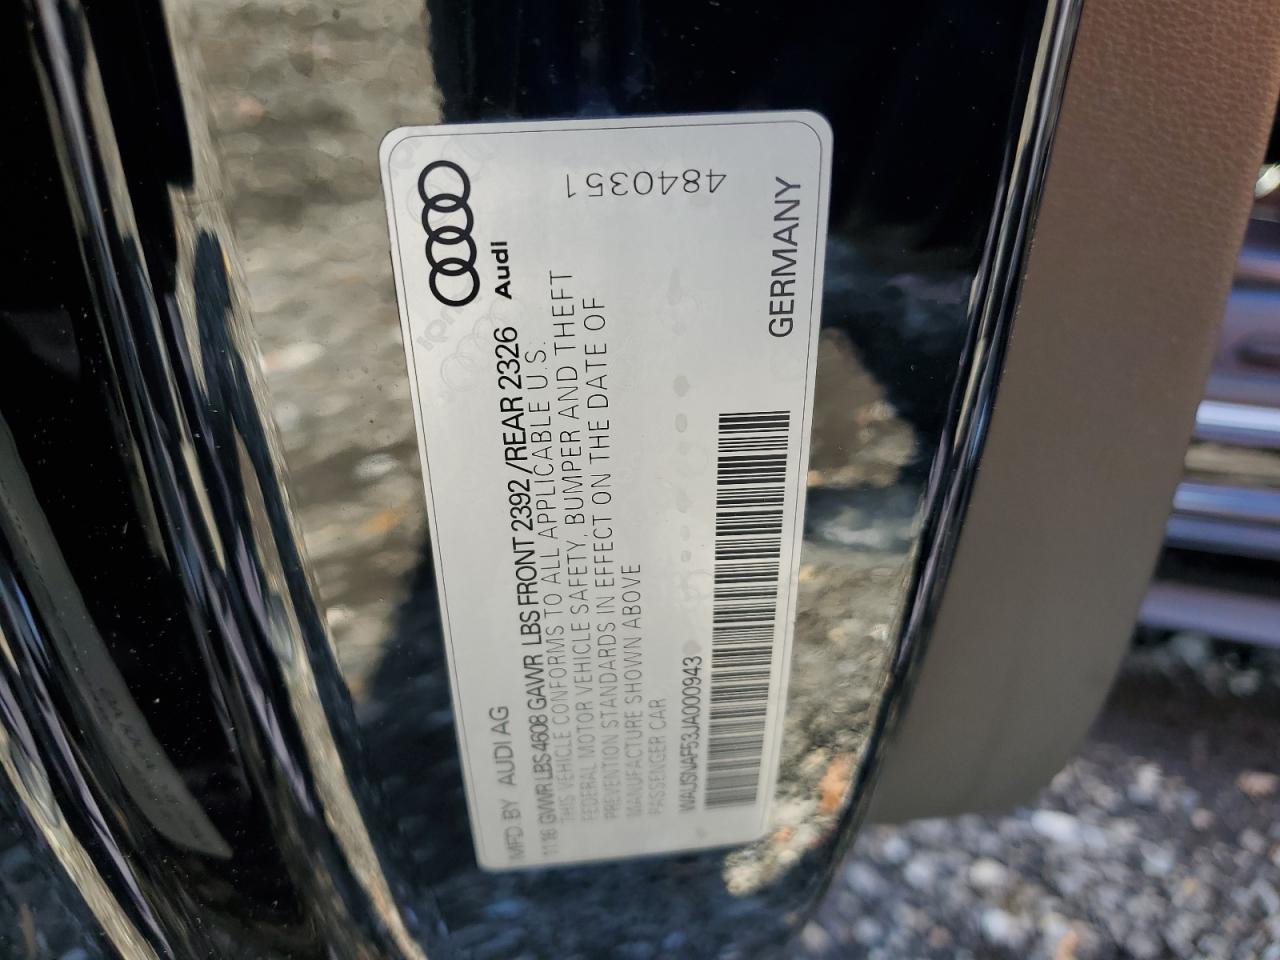 Audi
MFD BY AUDI AG
11 16 GVWR LBS 4608 GAWR LBS FRONT 2392 / REAR 2326
THIS VEHICLE CONFORMS TO ALL APPLICABLE U.S.
FEDERAL MOTOR VEHICLE SAFETY, BUMPER AND THEFT
PREVENTION STANDARDS IN EFFECT ON THE DATE OF
MANUFACTURE SHOWN ABOVE
PASSENGER CAR
WAUSNAF53JA000943
GERMANY
4840351